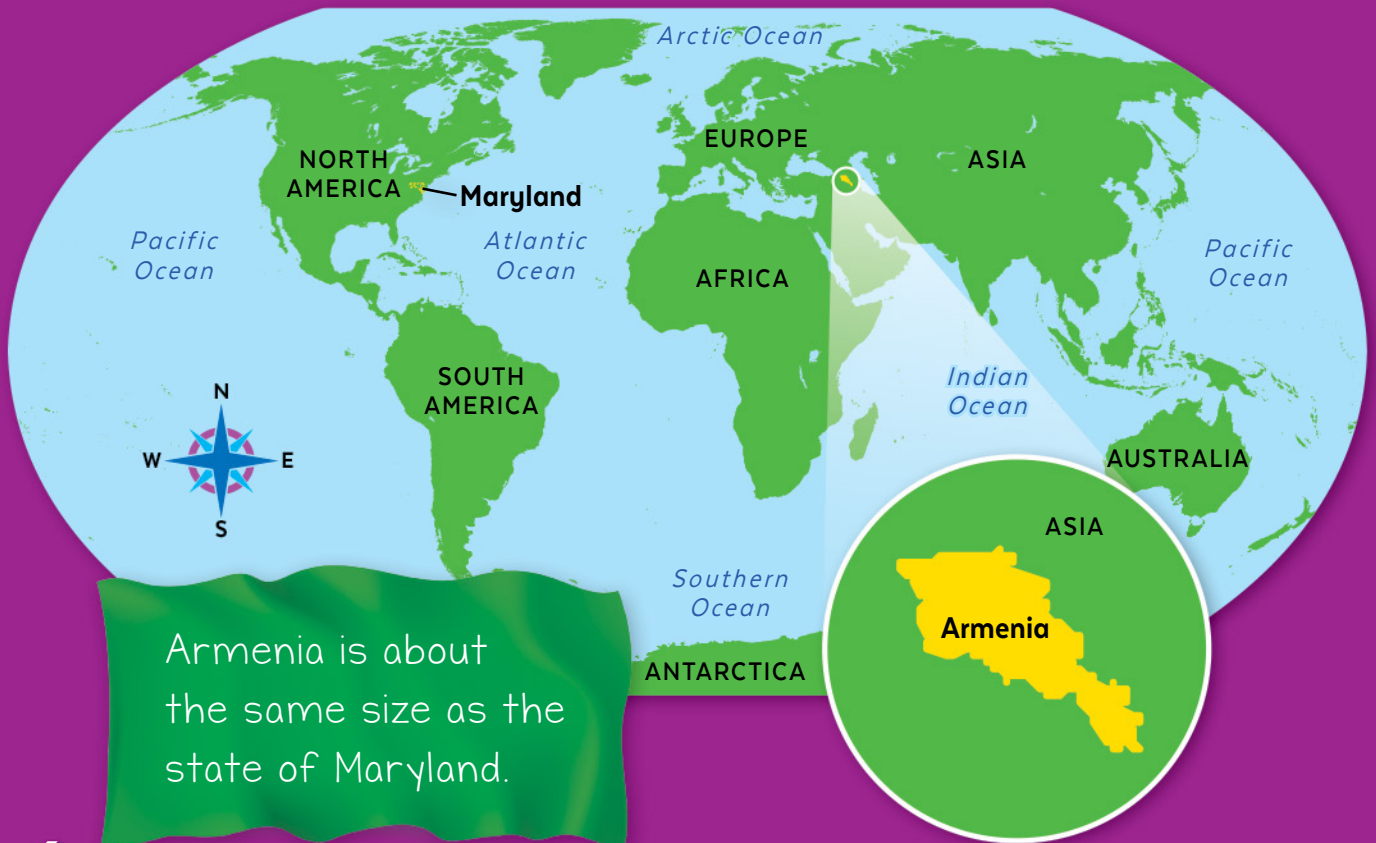 Arctic Ocean
NORTH
AMERICA
Maryland
EUROPE
ASIA
Pacific
Ocean
Atlantic
Ocean
AFRICA
Pacific
Ocean
SOUTH
AMERICA
Indian
Ocean
N
W
E
S
AUSTRALIA
Southern
Ocean
ANTARCTICA
ASIA
Armenia
Armenia is about
the same size as the
state of Maryland.